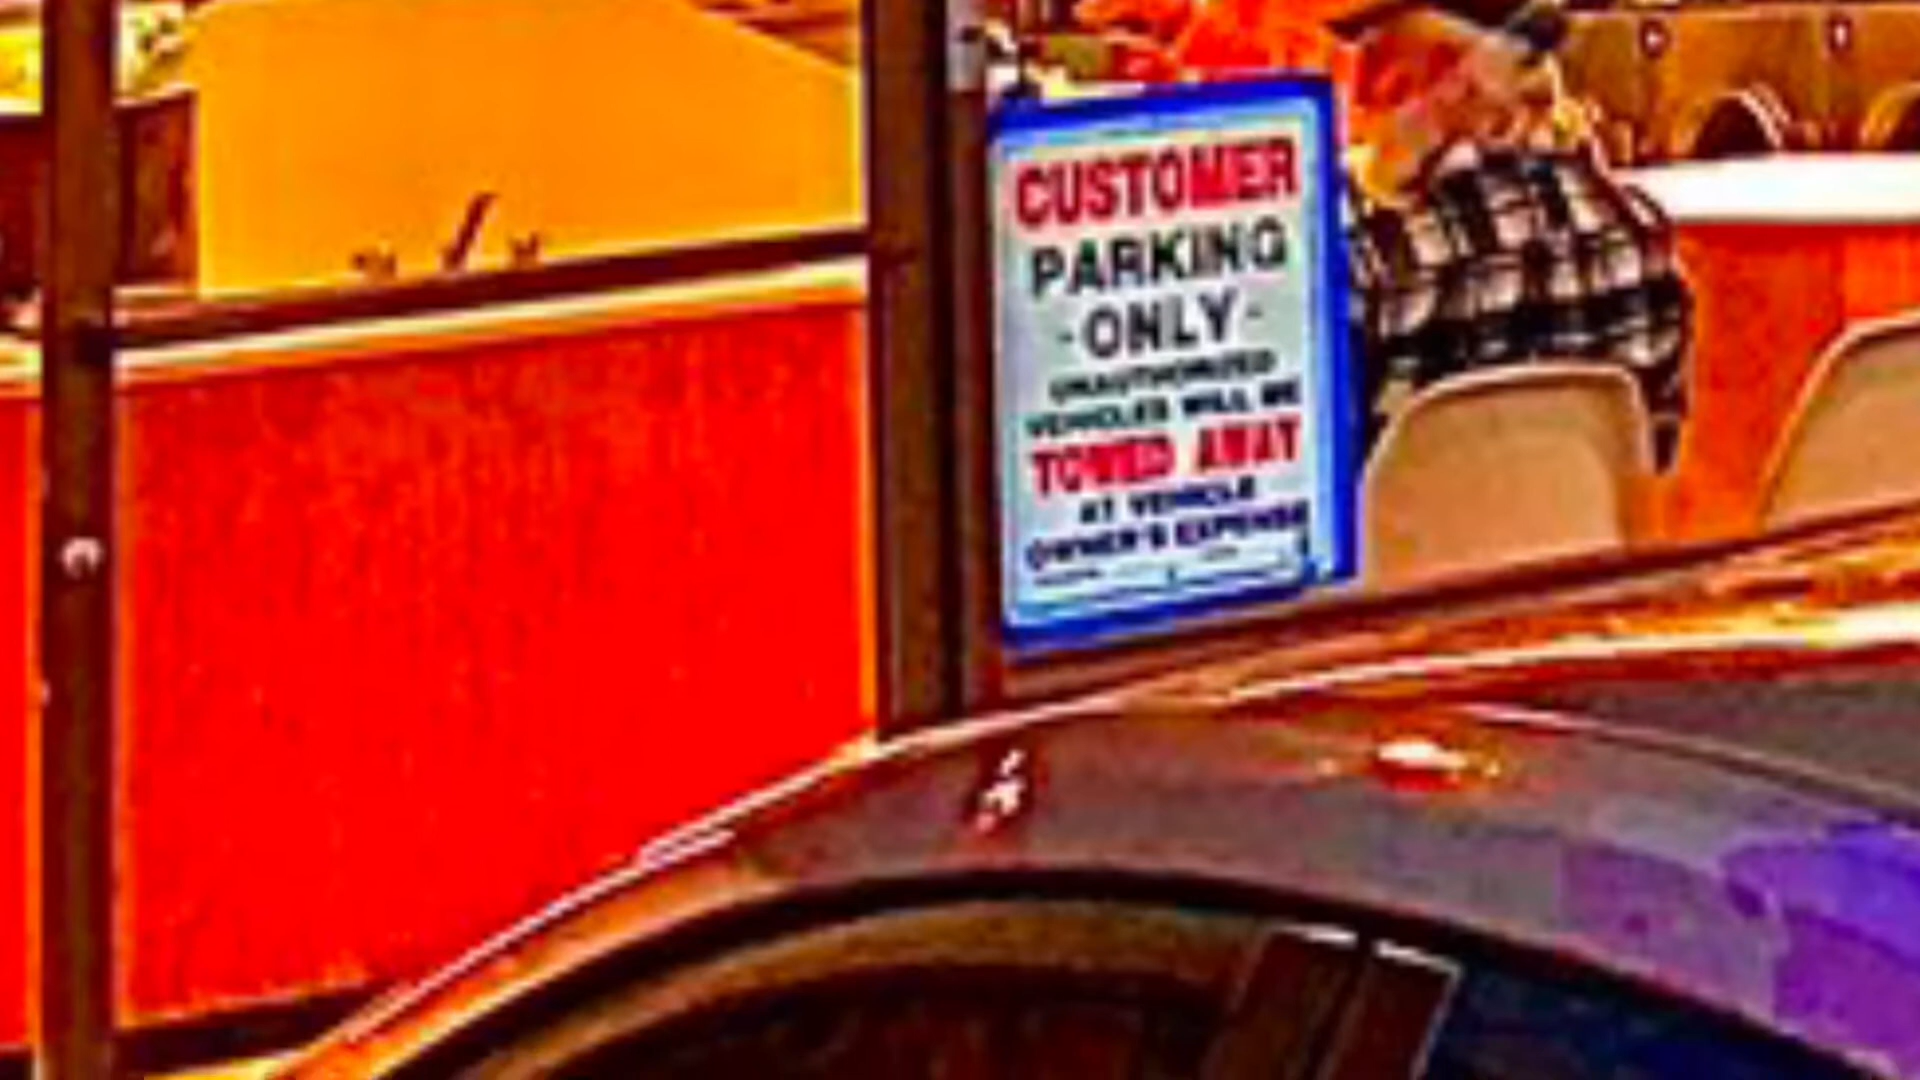 CUSTOMER
PARKING
-ONLY-
UNAUTHORIZED
VEHICLES WILL BE
TOWED AWAY
AT VEHICLE
OWNER'S EXPENSE